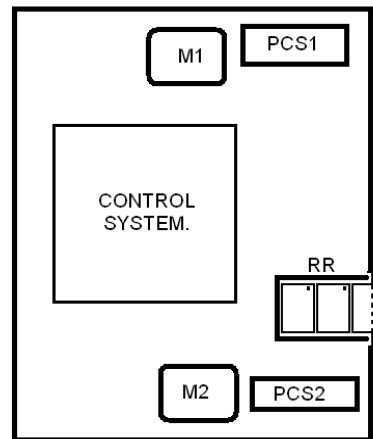 M1
PCS1
CONTROL
SYSTEM.
RR
M2
PCS2